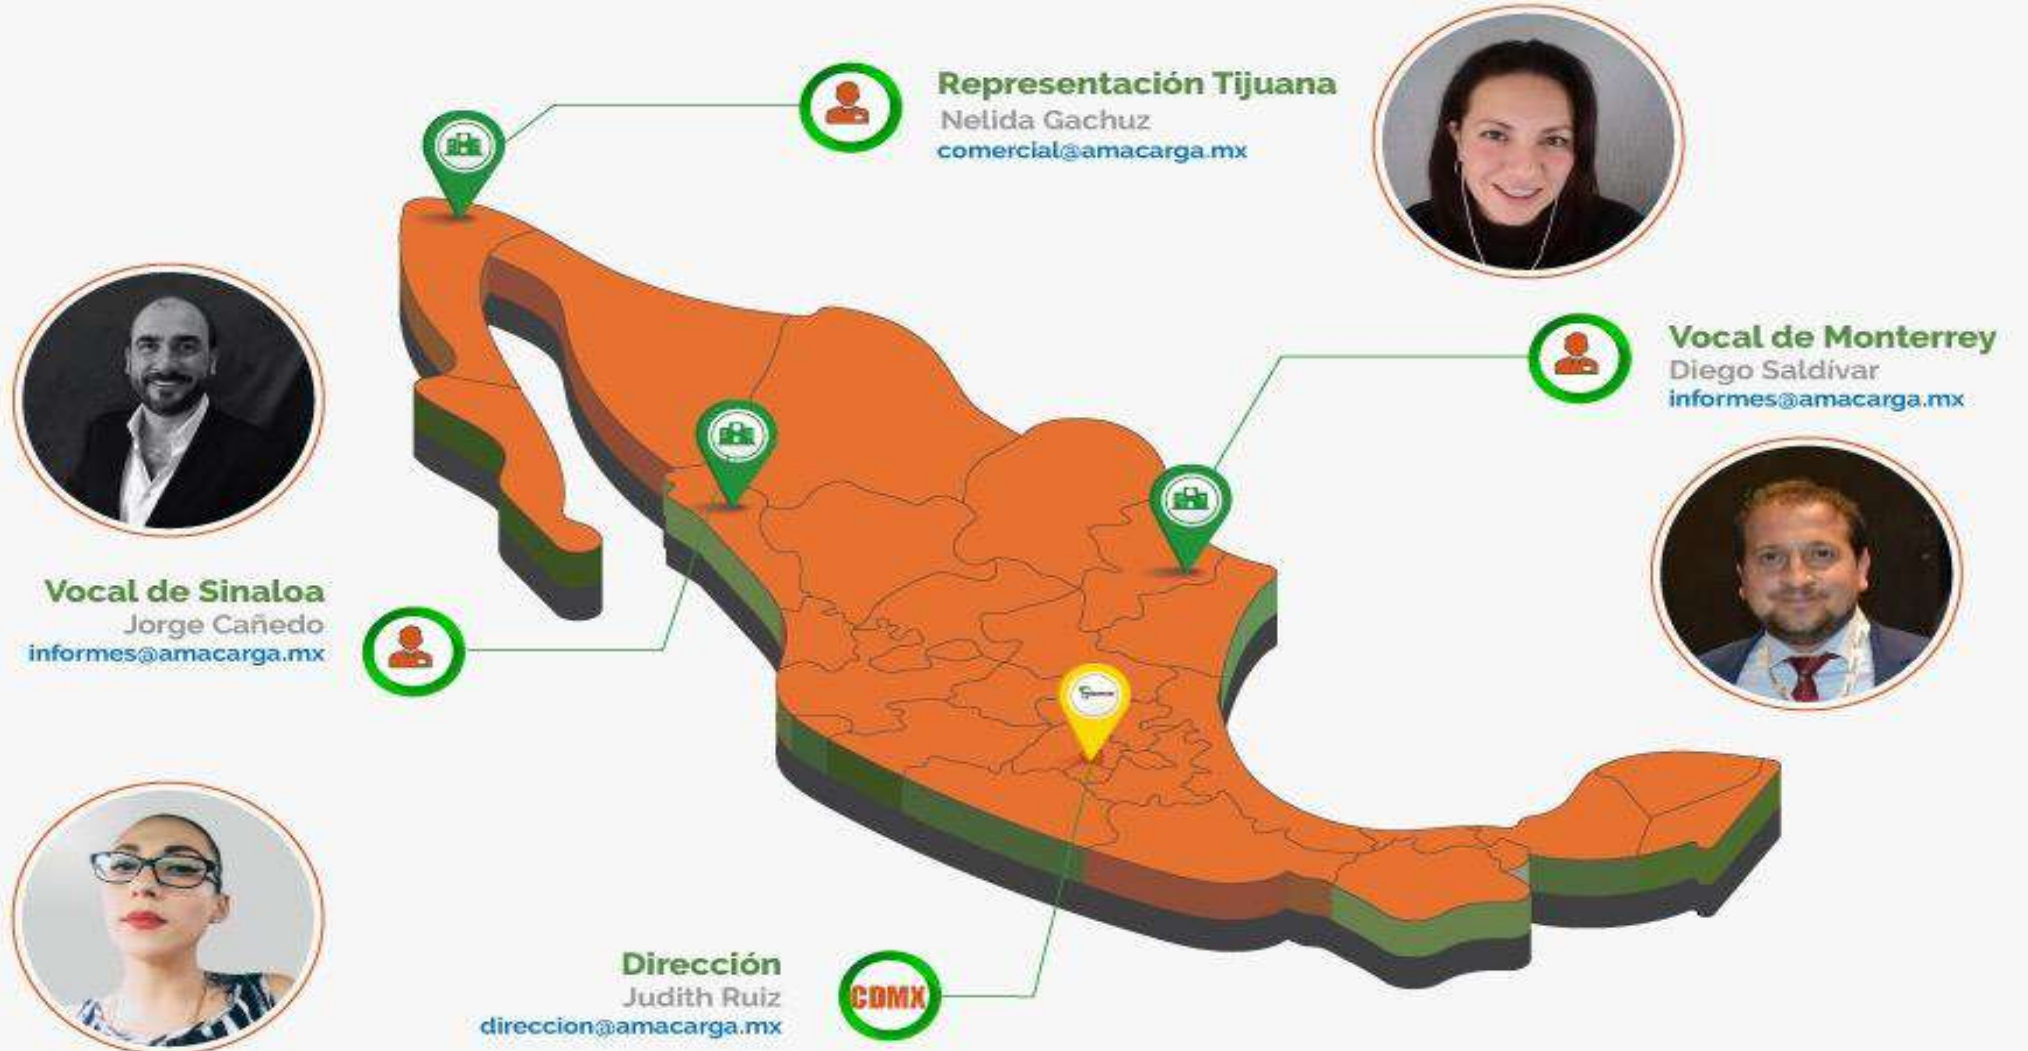 Representación Tijuana
Nelida Gachuz
comercial@amacarga.mx
Vocal de Monterrey
Diego Saldívar
informes@amacarga.mx
Vocal de Sinaloa
Jorge Cañedo
informes@amacarga.mx
Dirección
Judith Ruiz
direccion@amacarga.mx
CDMX